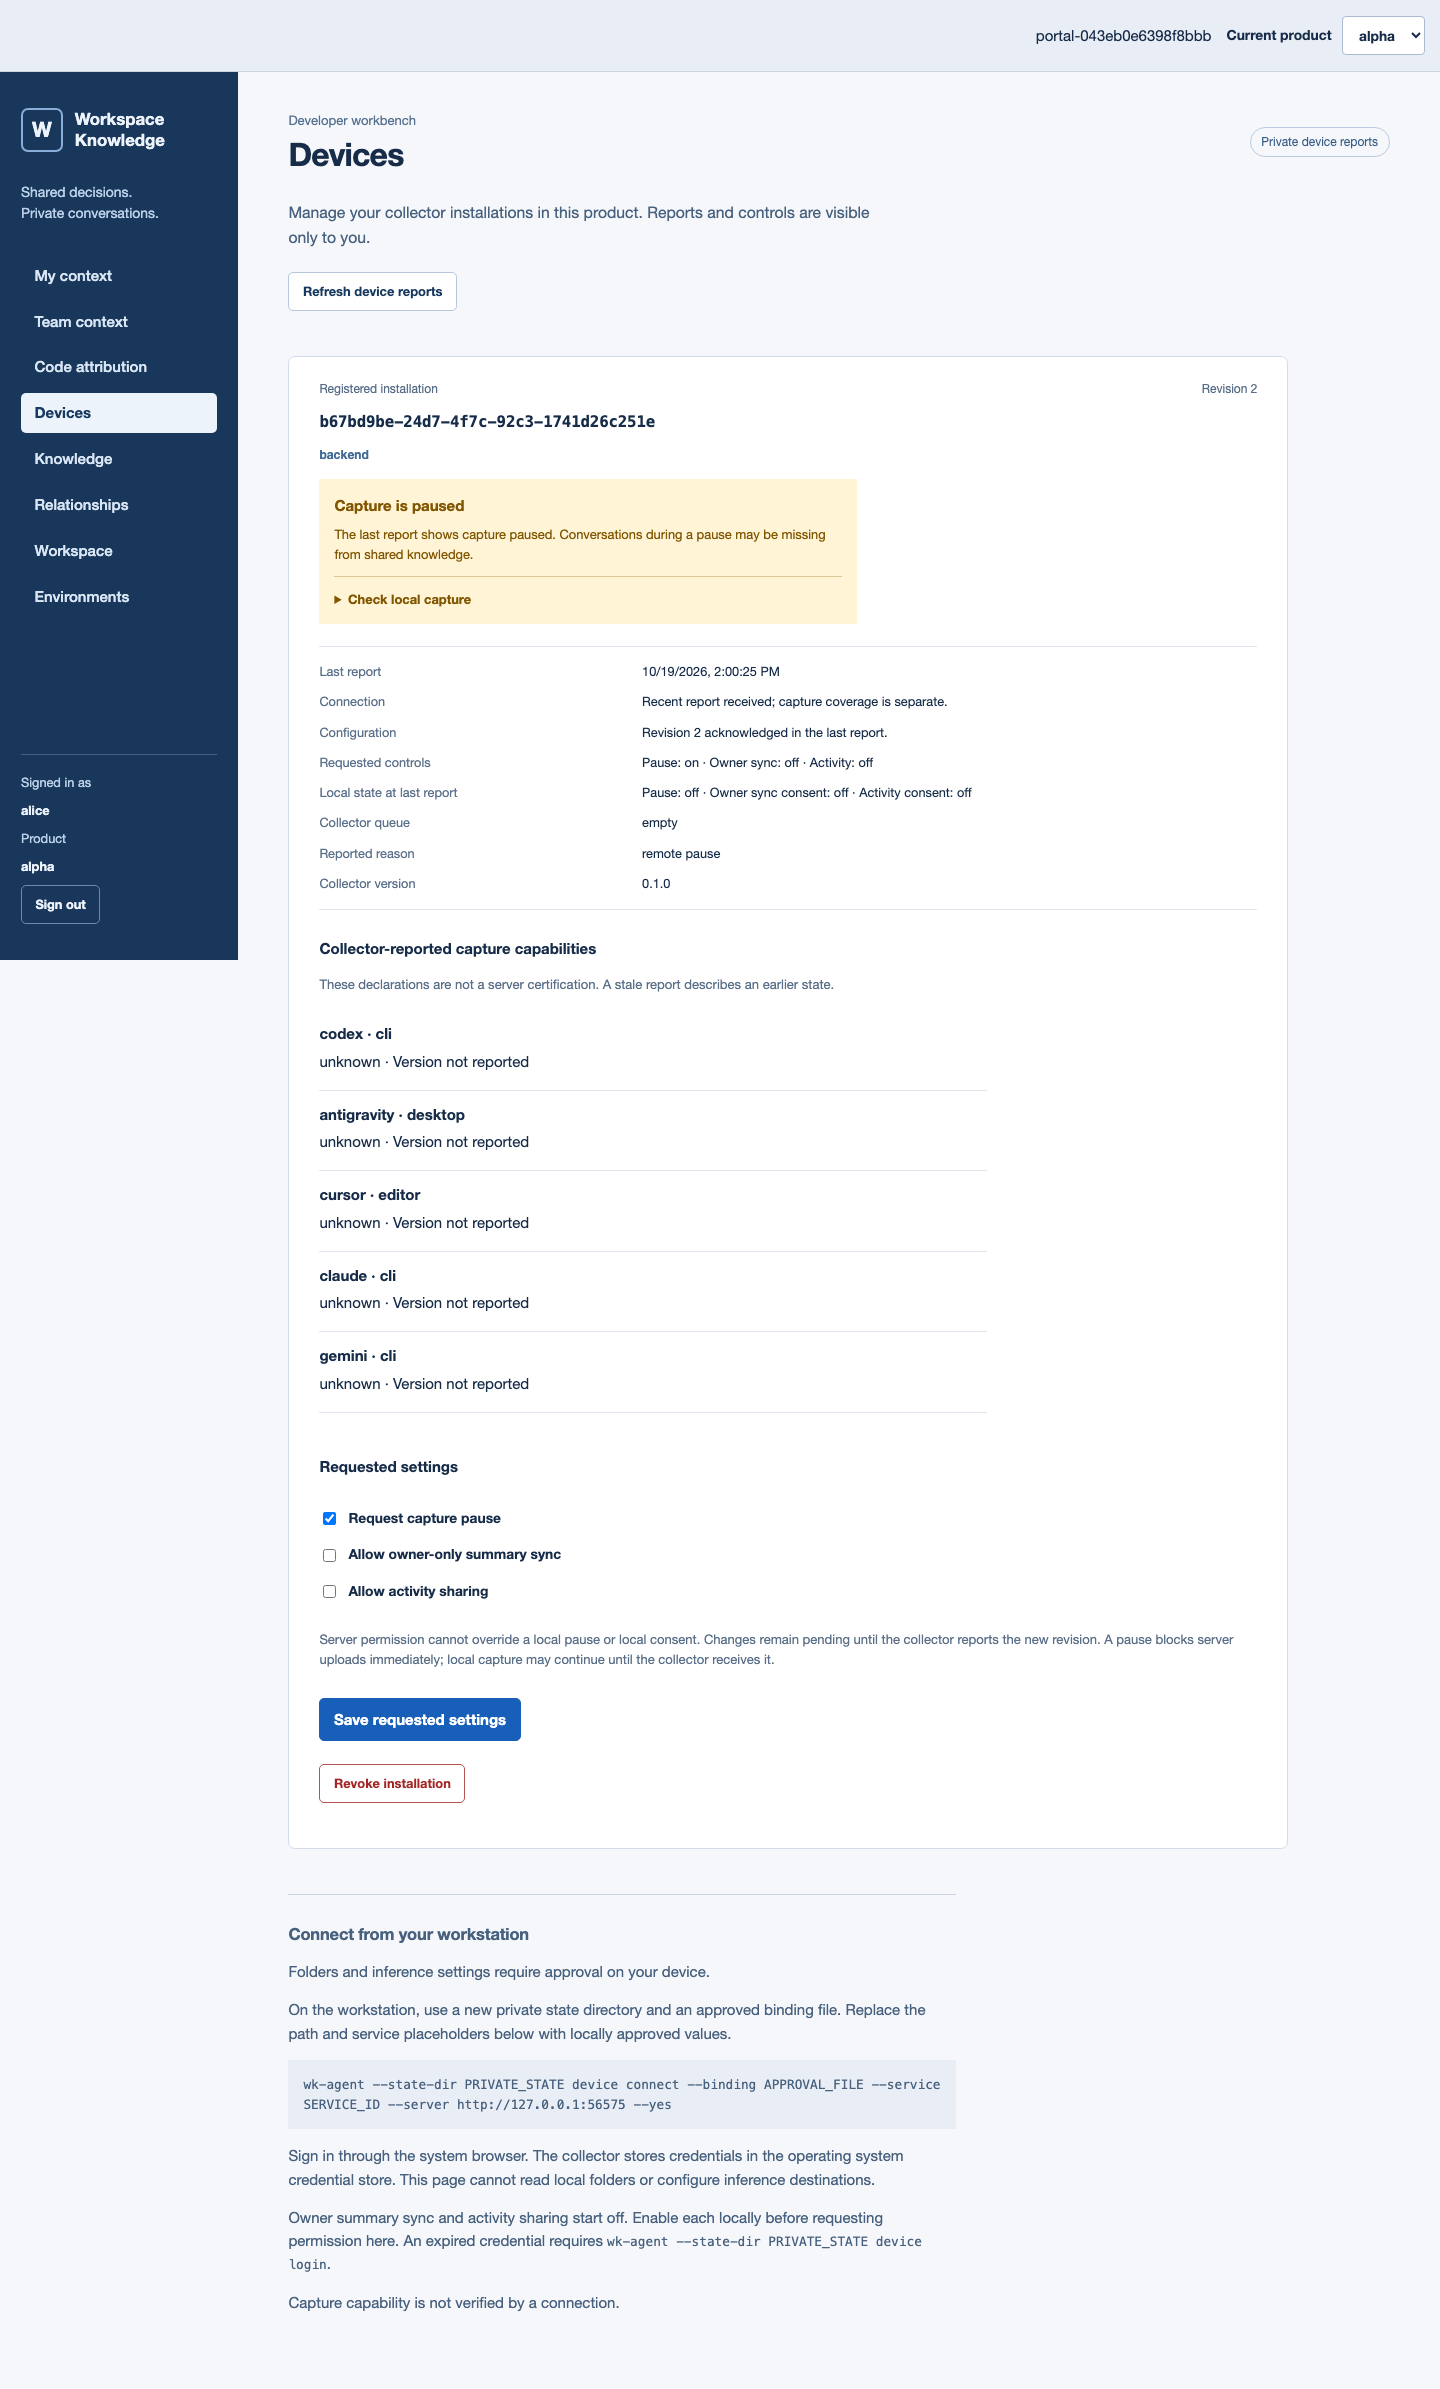 portal-043eb0e6398f8bbb Current product alpha
W
Workspace
Knowledge
Shared decisions.
Private conversations.
My context
Team context
Code attribution
Devices
Knowledge
Relationships
Workspace
Environments
Signed in as
alice
Product
alpha
Sign out
Developer workbench
Devices
Private device reports
Manage your collector installations in this product. Reports and controls are visible
only to you.
Refresh device reports
Registered installation Revision 2
b67bd9be-24d7-4f7c-92c3-1741d26c251e
backend
Capture is paused
The last report shows capture paused. Conversations during a pause may be missing
from shared knowledge.
Check local capture
Last report 10/19/2026, 2:00:25 PM
Connection Recent report received; capture coverage is separate.
Configuration Revision 2 acknowledged in the last report.
Requested controls Pause: on · Owner sync: off · Activity: off
Local state at last report Pause: off · Owner sync consent: off · Activity consent: off
Collector queue empty
Reported reason remote pause
Collector version 0.1.0
Collector-reported capture capabilities
These declarations are not a server certification. A stale report describes an earlier state.
codex · cli
unknown · Version not reported
antigravity · desktop
unknown · Version not reported
cursor · editor
unknown · Version not reported
claude · cli
unknown · Version not reported
gemini · cli
unknown · Version not reported
Requested settings
Request capture pause
Allow owner-only summary sync
Allow activity sharing
Server permission cannot override a local pause or local consent. Changes remain pending until the collector reports the new revision. A pause blocks server
uploads immediately; local capture may continue until the collector receives it.
Save requested settings
Revoke installation
Connect from your workstation
Folders and inference settings require approval on your device.
On the workstation, use a new private state directory and an approved binding file. Replace the
path and service placeholders below with locally approved values.
wk-agent --state-dir PRIVATE_STATE device connect --binding APPROVAL_FILE --service
SERVICE_ID --server http://127.0.0.1:56575 --yes
Sign in through the system browser. The collector stores credentials in the operating system
credential store. This page cannot read local folders or configure inference destinations.
Owner summary sync and activity sharing start off. Enable each locally before requesting
permission here. An expired credential requires wk-agent --state-dir PRIVATE_STATE device
login.
Capture capability is not verified by a connection.